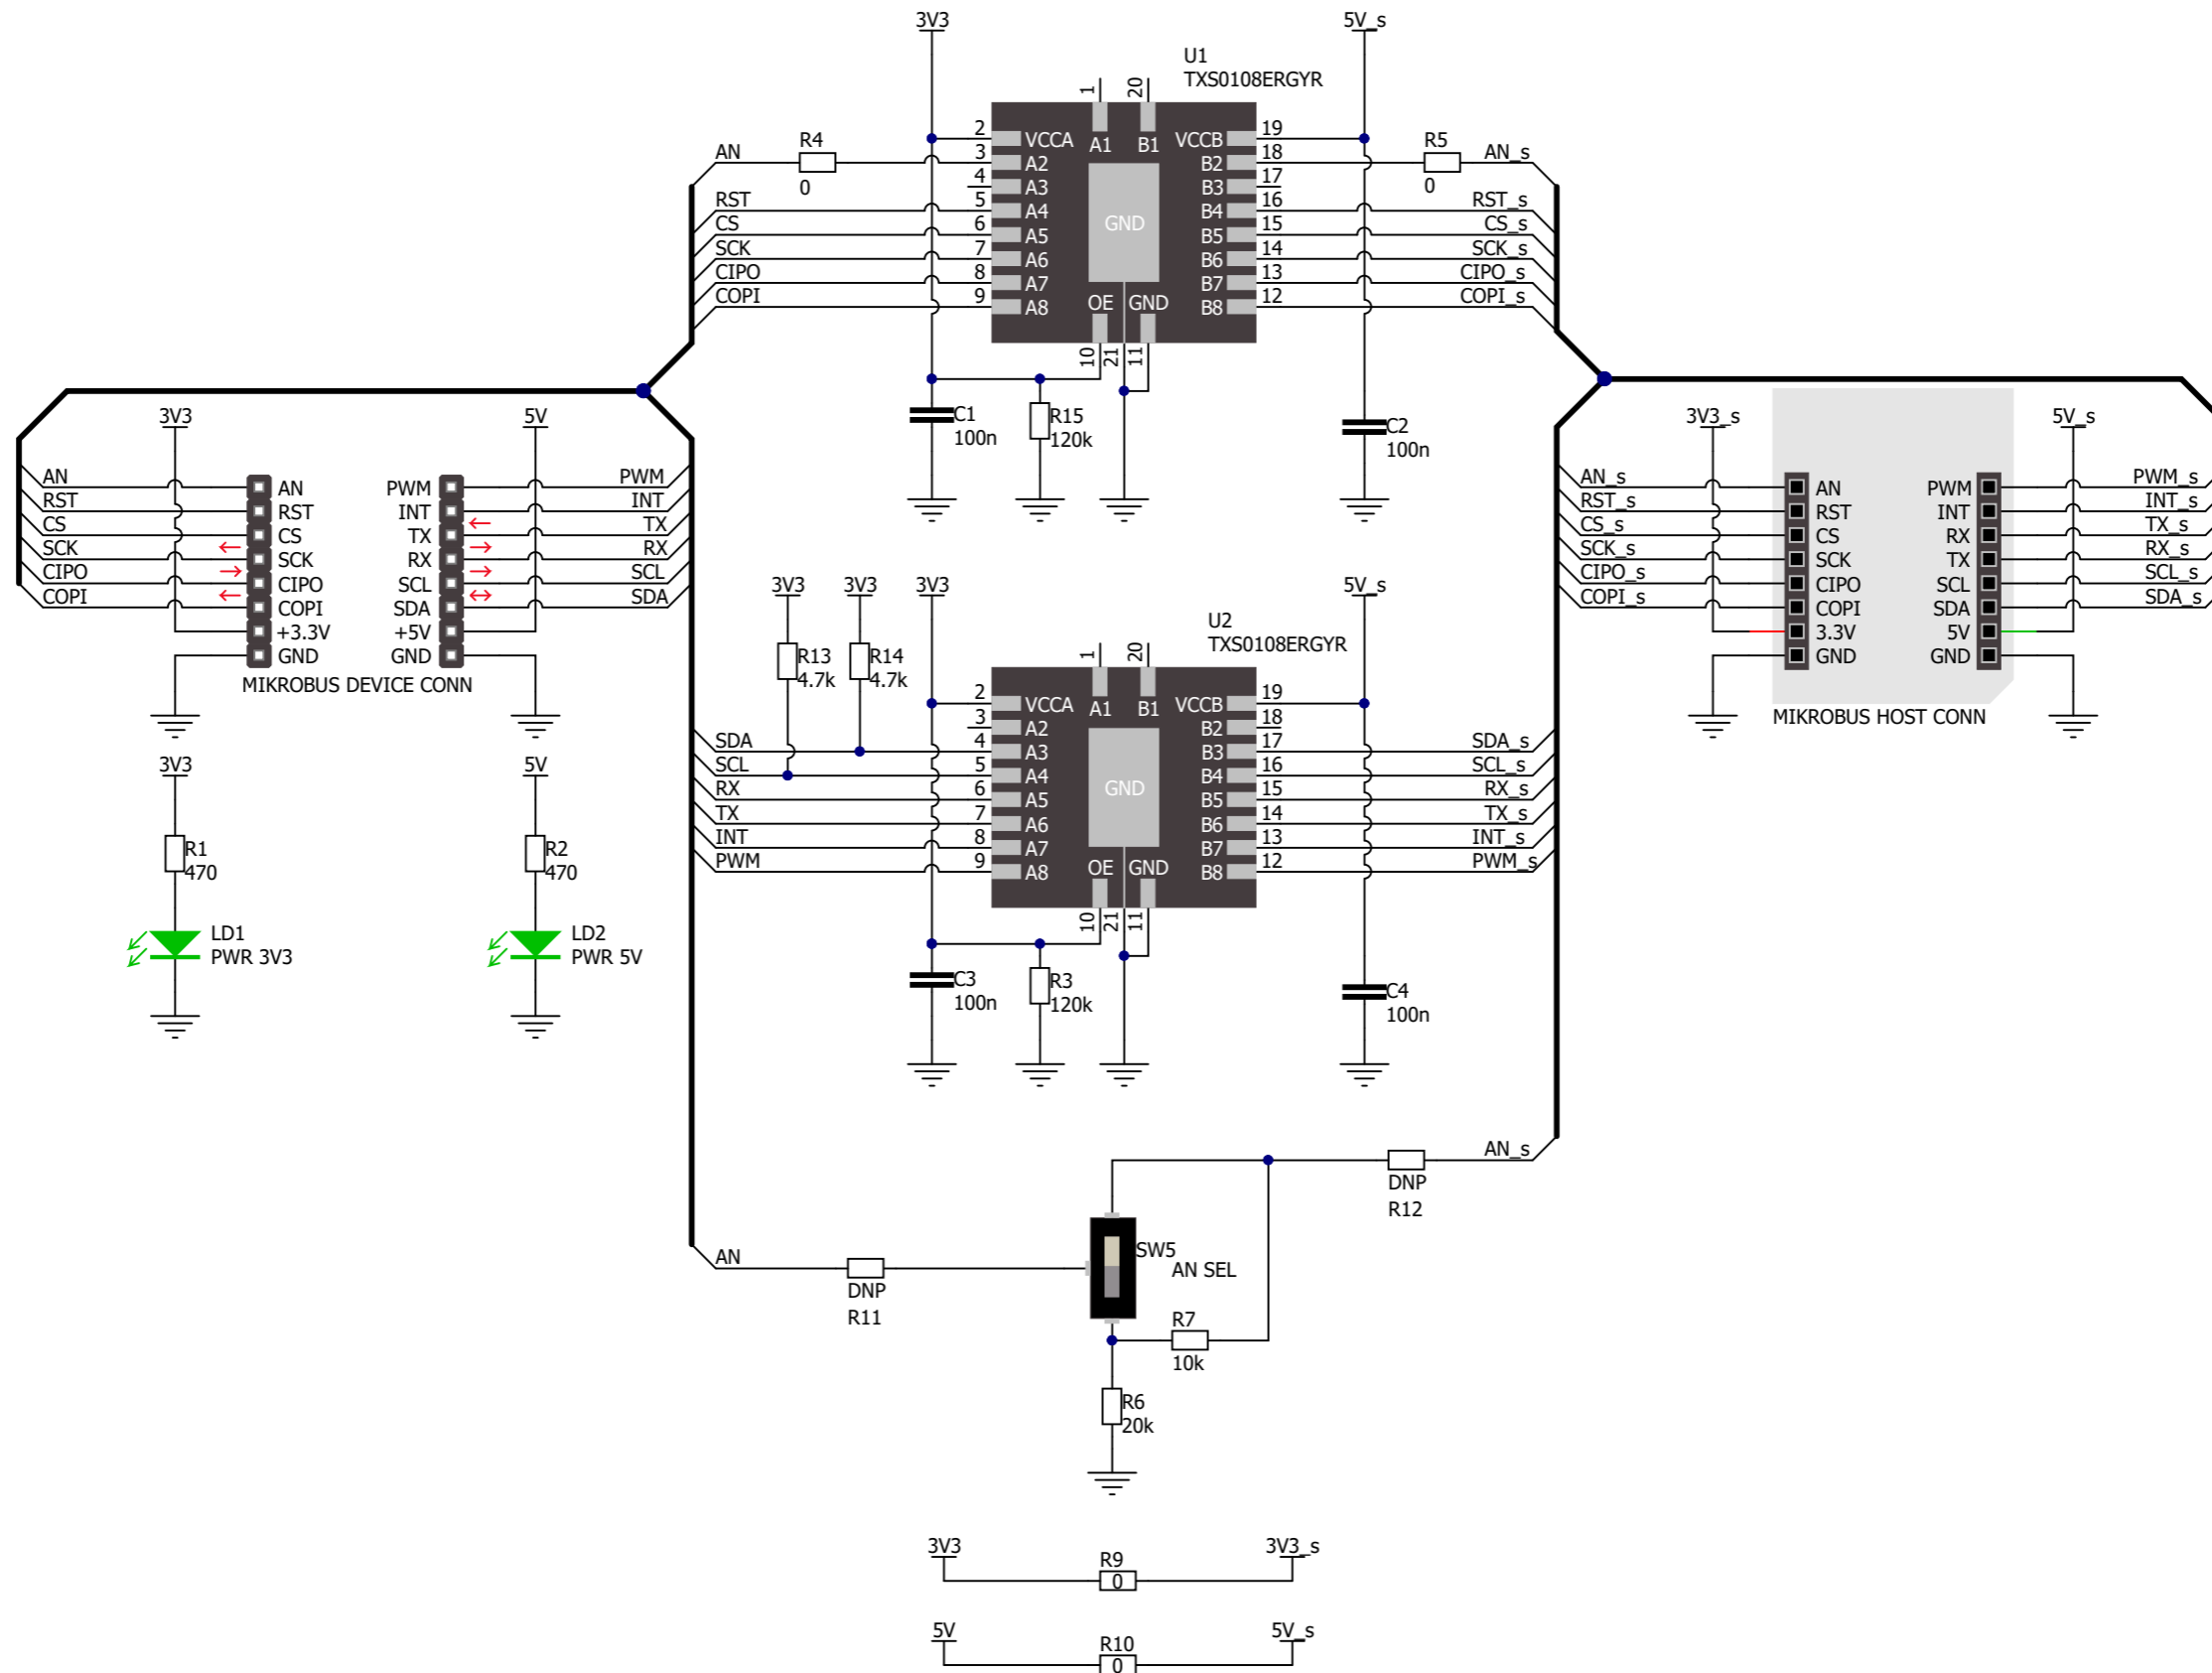 3V3
5V_s
U1
TXS0108ERGYR
1
20
2
VCCA
A1
B1
VCCB
19
AN
R4
0
3
A2
B2
18
R5
0
AN_s
4
A3
B3
17
RST
5
A4
B4
16
RST_s
CS
6
A5
GND
B5
15
CS_s
SCK
7
A6
B6
14
SCK_s
CIPO
8
A7
B7
13
CIPO_s
COPI
9
A8
OE
GND
B8
12
COPI_s
10
21
11
C1
100n
R15
120k
C2
100n
3V3
5V
AN
RST
CS
SCK
CIPO
COPI
AN
RST
CS
SCK
CIPO
COPI
+3.3V
GND
PWM
INT
TX
RX
SCL
SDA
+5V
GND
PWM
INT
TX
RX
SCL
SDA
MIKROBUS DEVICE CONN
3V3_s
5V_s
AN_s
RST_s
CS_s
SCK_s
CIPO_s
COPI_s
AN
RST
CS
SCK
CIPO
COPI
3.3V
GND
PWM
INT
RX
TX
SCL
SDA
5V
GND
PWM_s
INT_s
TX_s
RX_s
SCL_s
SDA_s
MIKROBUS HOST CONN
3V3
3V3
3V3
5V_s
R13
4.7k
R14
4.7k
U2
TXS0108ERGYR
1
20
2
VCCA
A1
B1
VCCB
19
3
A2
B2
18
SDA
4
A3
B3
17
SDA_s
SCL
5
A4
B4
16
SCL_s
RX
6
A5
GND
B5
15
RX_s
TX
7
A6
B6
14
TX_s
INT
8
A7
B7
13
INT_s
PWM
9
A8
OE
GND
B8
12
PWM_s
10
21
11
C3
100n
R3
120k
C4
100n
3V3
R1
470
LD1
PWR 3V3
5V
R2
470
LD2
PWR 5V
AN_s
DNP
R12
AN
DNP
R11
SW5
AN SEL
R7
10k
R6
20k
3V3
R9
0
3V3_s
5V
R10
0
5V_s